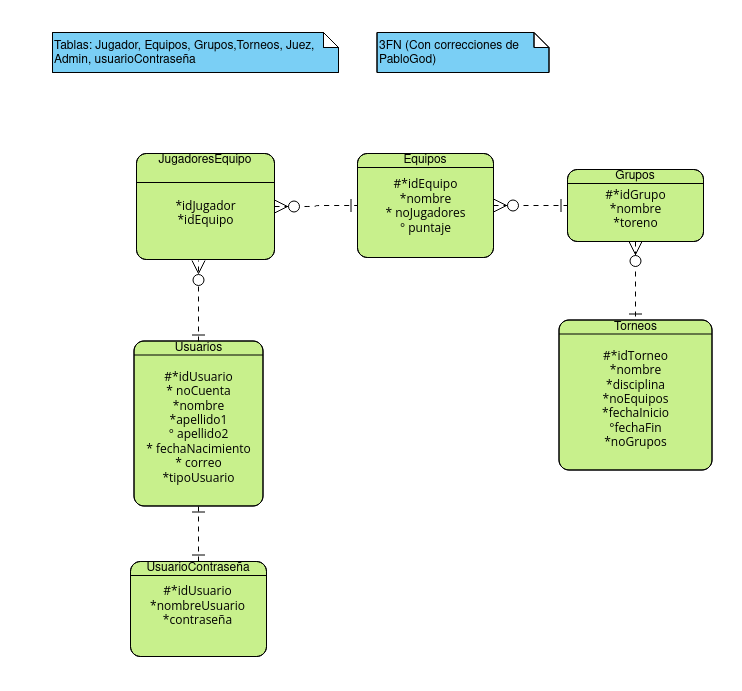 Tablas: Jugador, Equipos, Grupos,Torneos, Juez,
Admin, usuarioContraseña
3FN (Con correcciones de
PabloGod)
JugadoresEquipo
*idJugador
*idEquipo
Equipos
#*idEquipo
*nombre
* noJugadores
° puntaje
Grupos
#*idGrupo
*nombre
*toreno
Usuarios
#*idUsuario
* noCuenta
*nombre
*apellido1
° apellido2
* fechaNacimiento
* correo
*tipoUsuario
Torneos
#*idTorneo
*nombre
*disciplina
*noEquipos
*fechaInicio
°fechaFin
*noGrupos
UsuarioContraseña
#*idUsuario
*nombreUsuario
*contraseña